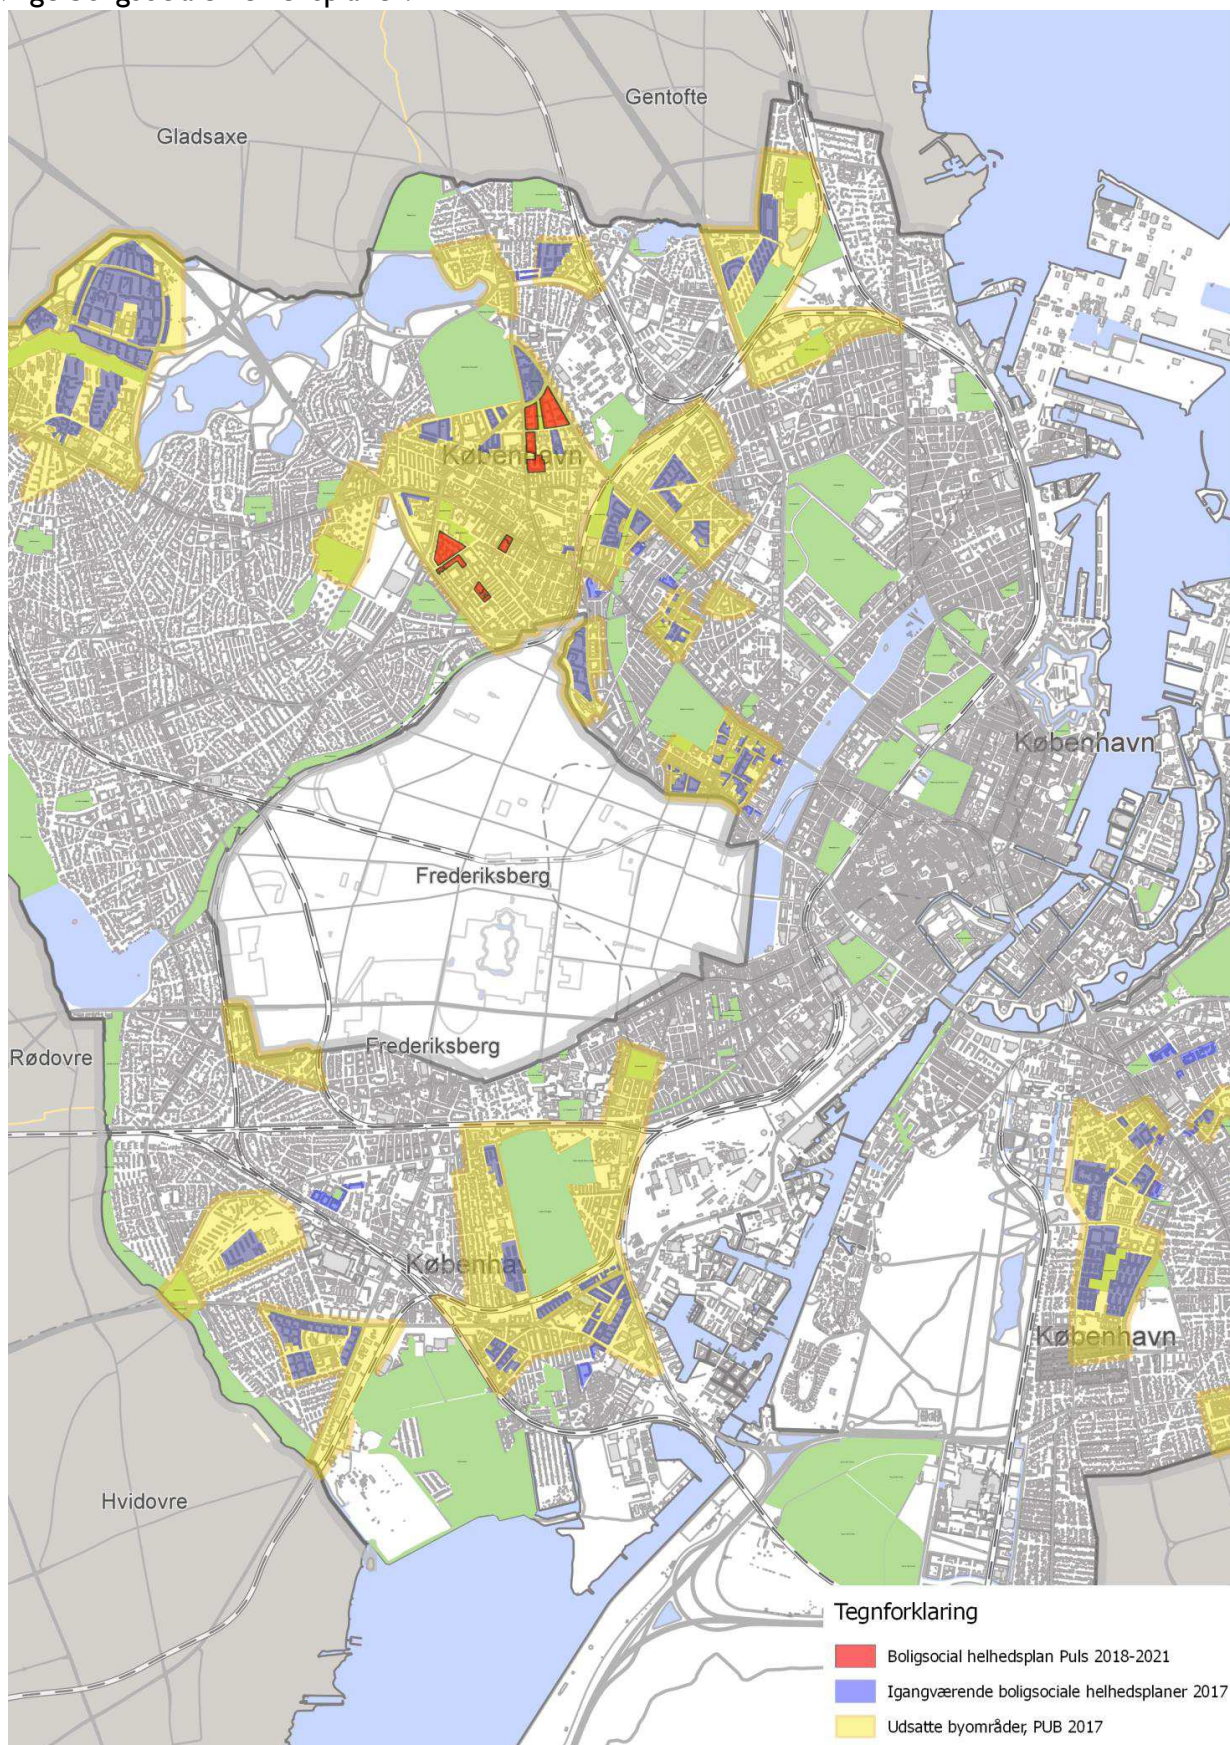 Gentofte
Gladsaxe
København
København
Frederiksberg
Frederiksberg
Rødovre
Københav
København
Hvidovre
Tegnforklaring
Boligsocial helhedsplan Puls 2018-2021
Igangværende boligsociale helhedsplaner 2017
Udsatte byområder, PUB 2017